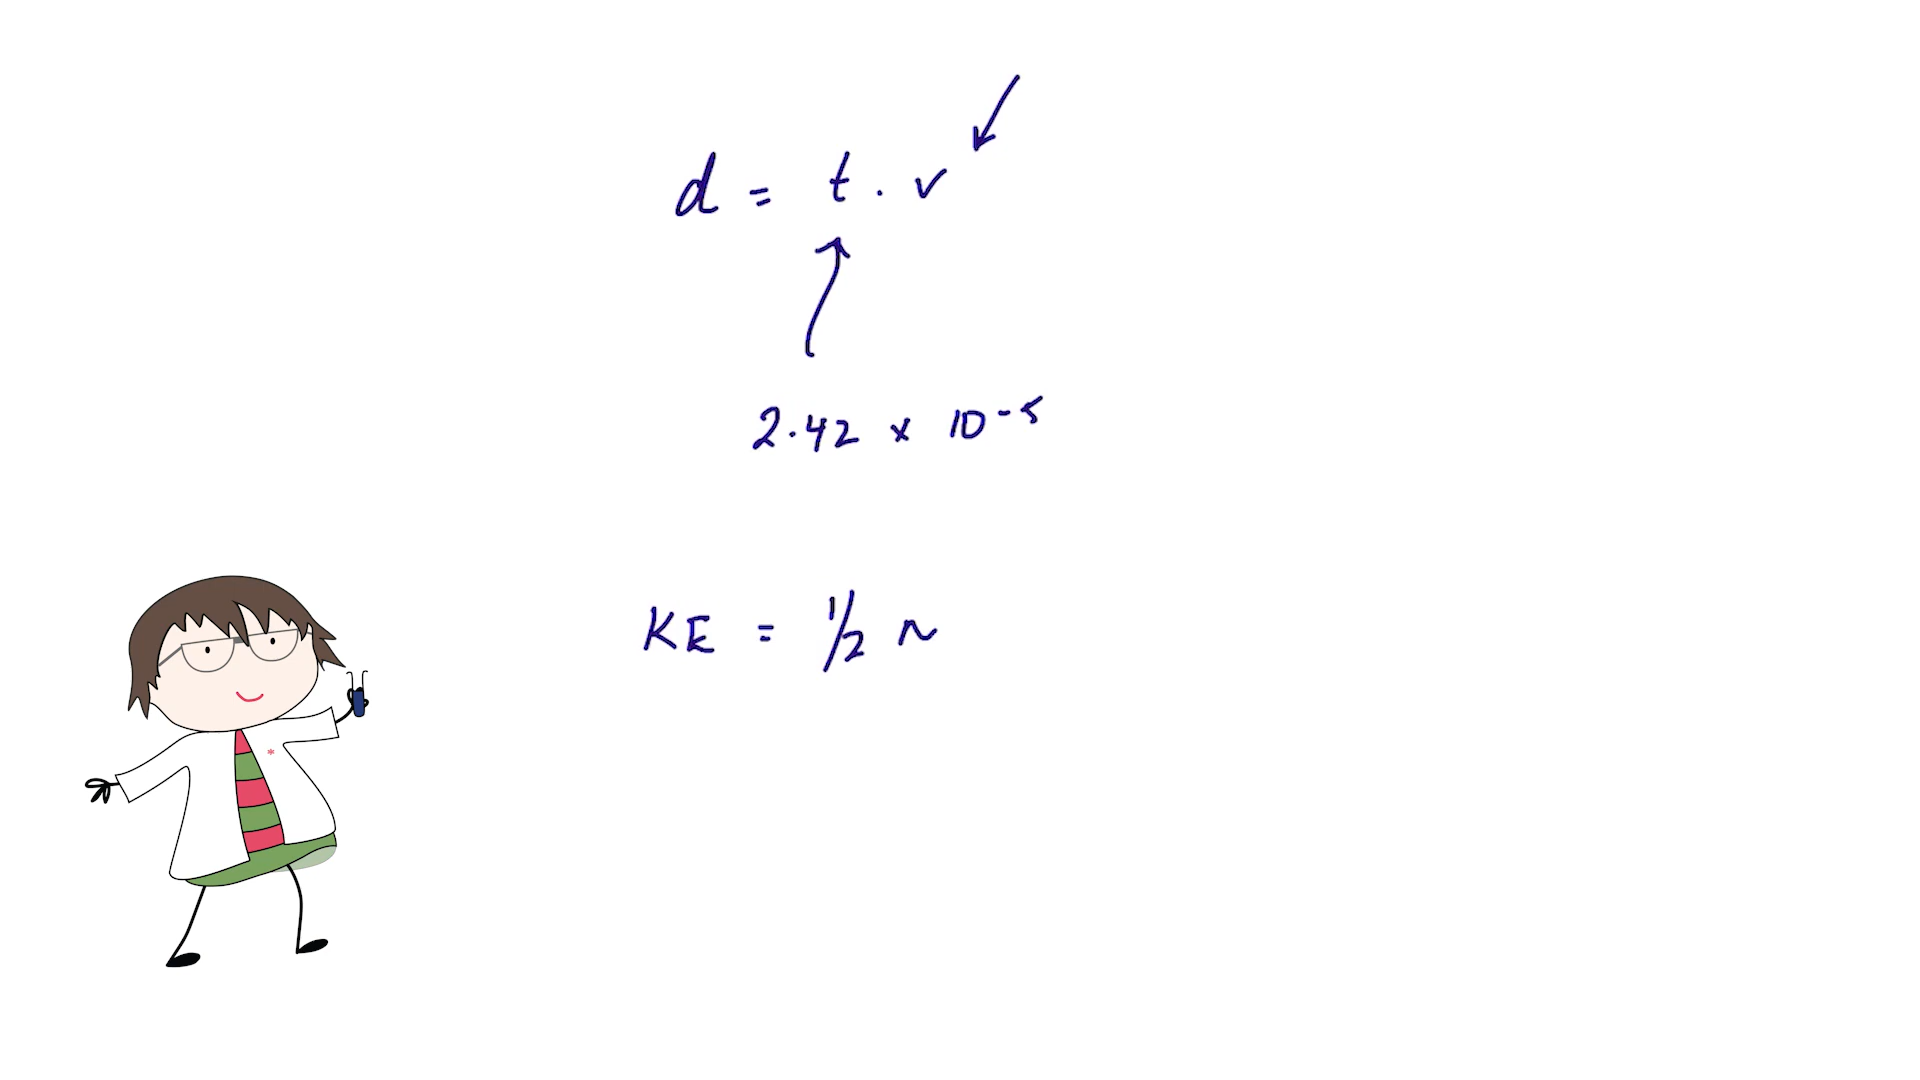 d = t . v
2.42 x 10⁻⁵
KE = 1/2